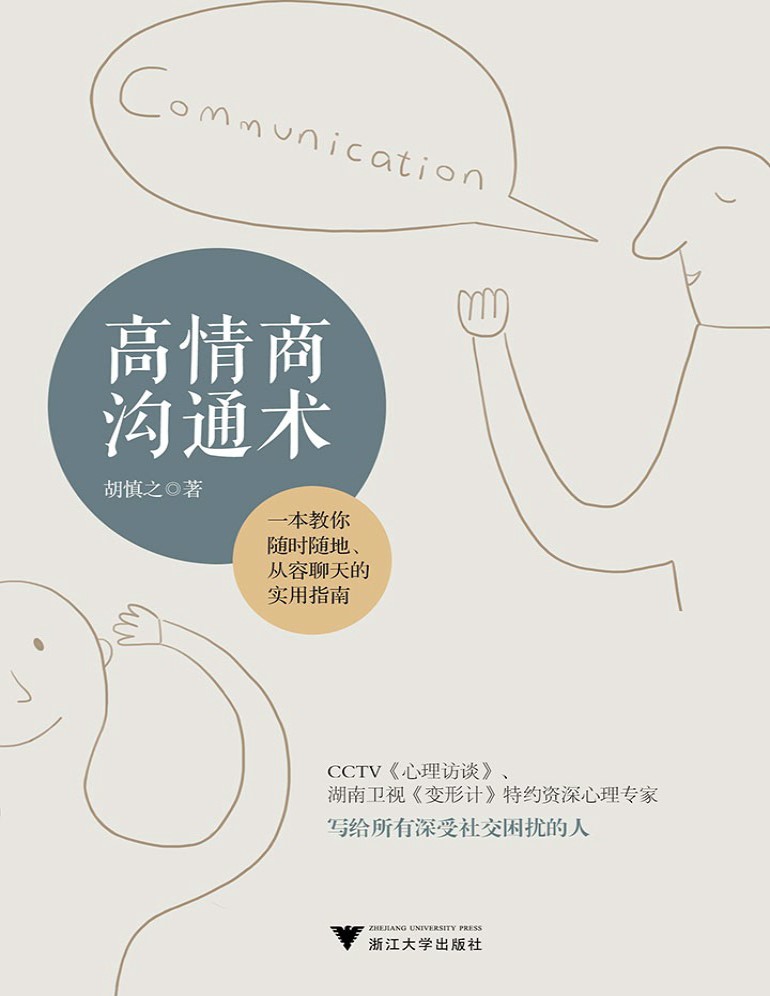 Communication
高情商
沟通术
胡慎之◎著
一本教你
随时随地、
从容聊天的
实用指南
CCTV《心理访谈》、
湖南卫视《变形计》特约资深心理专家
写给所有深受社交困扰的人
ZHEJIANG UNIVERSITY PRESS
浙江大学出版社